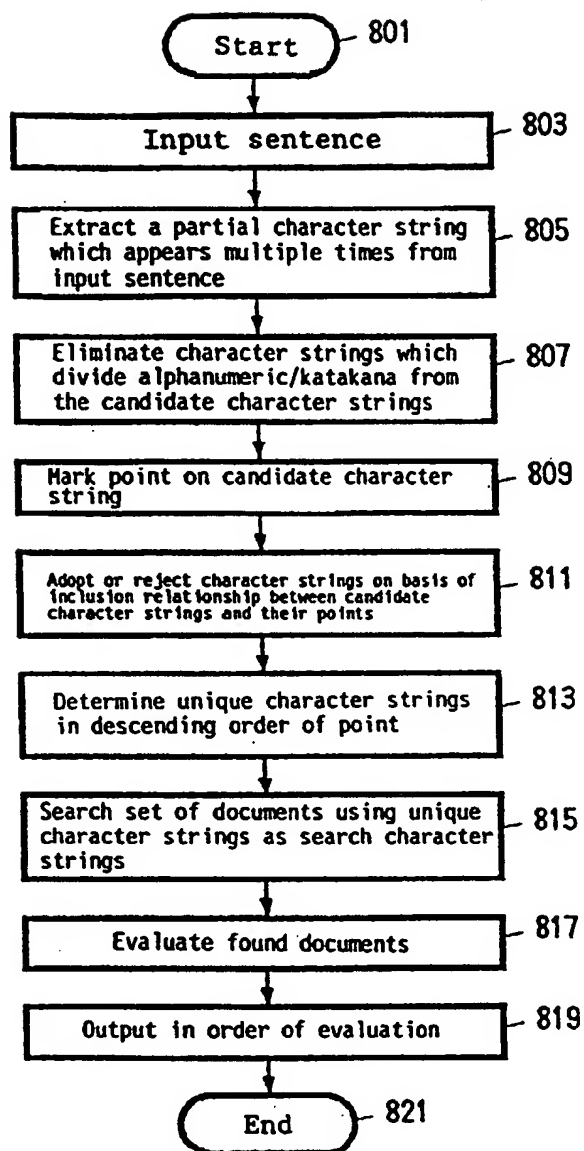 Start 801
Input sentence 803
Extract a partial character string 805
which appears multiple times from
input sentence
Eliminate character strings which 807
divide alphanumeric/katakana from
the candidate character strings
Mark point on candidate character 809
string
Adopt or reject character strings on basis of 811
inclusion relationship between candidate
character strings and their points
Determine unique character strings 813
in descending order of point
Search set of documents using unique 815
character strings as search character
strings
Evaluate found documents 817
Output in order of evaluation 819
End 821